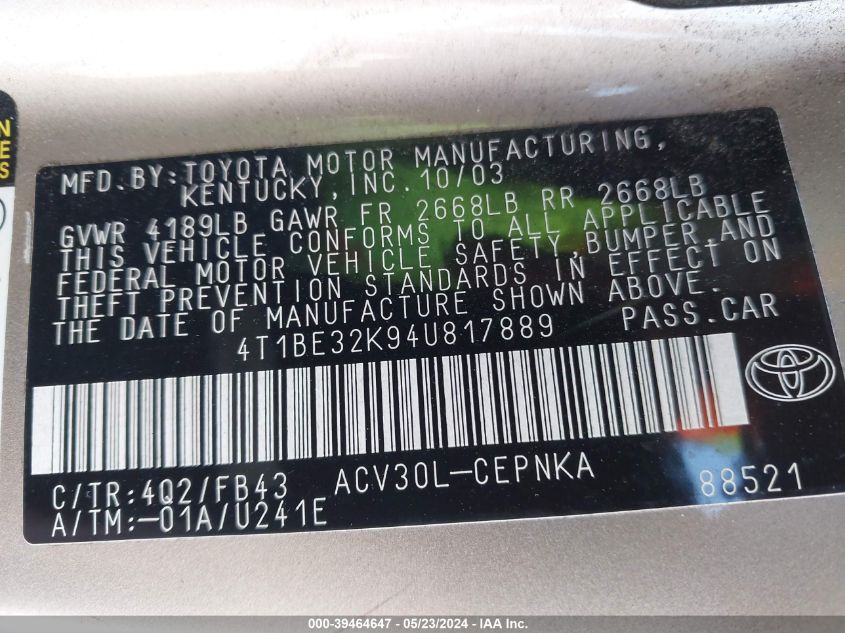 N
E
S
MFD.BY:TOYOTA MOTOR MANUFACTURING,
KENTUCKY, INC. 10/03
GVWR 4189LB GAWR FR 2668LB RR 2668LB
THIS VEHICLE CONFORMS TO ALL APPLICABLE
FEDERAL MOTOR VEHICLE SAFETY,BUMPER,AND
THEFT PREVENTION STANDARDS IN EFFECT ON
THE DATE OF MANUFACTURE SHOWN ABOVE.
4T1BE32K94U817889 PASS.CAR
C/TR:4Q2/FB43 ACV30L-CEPNKA 88521
A/TM:-01A/U241E
000-39464647 - 05/23/2024 - IAA Inc.